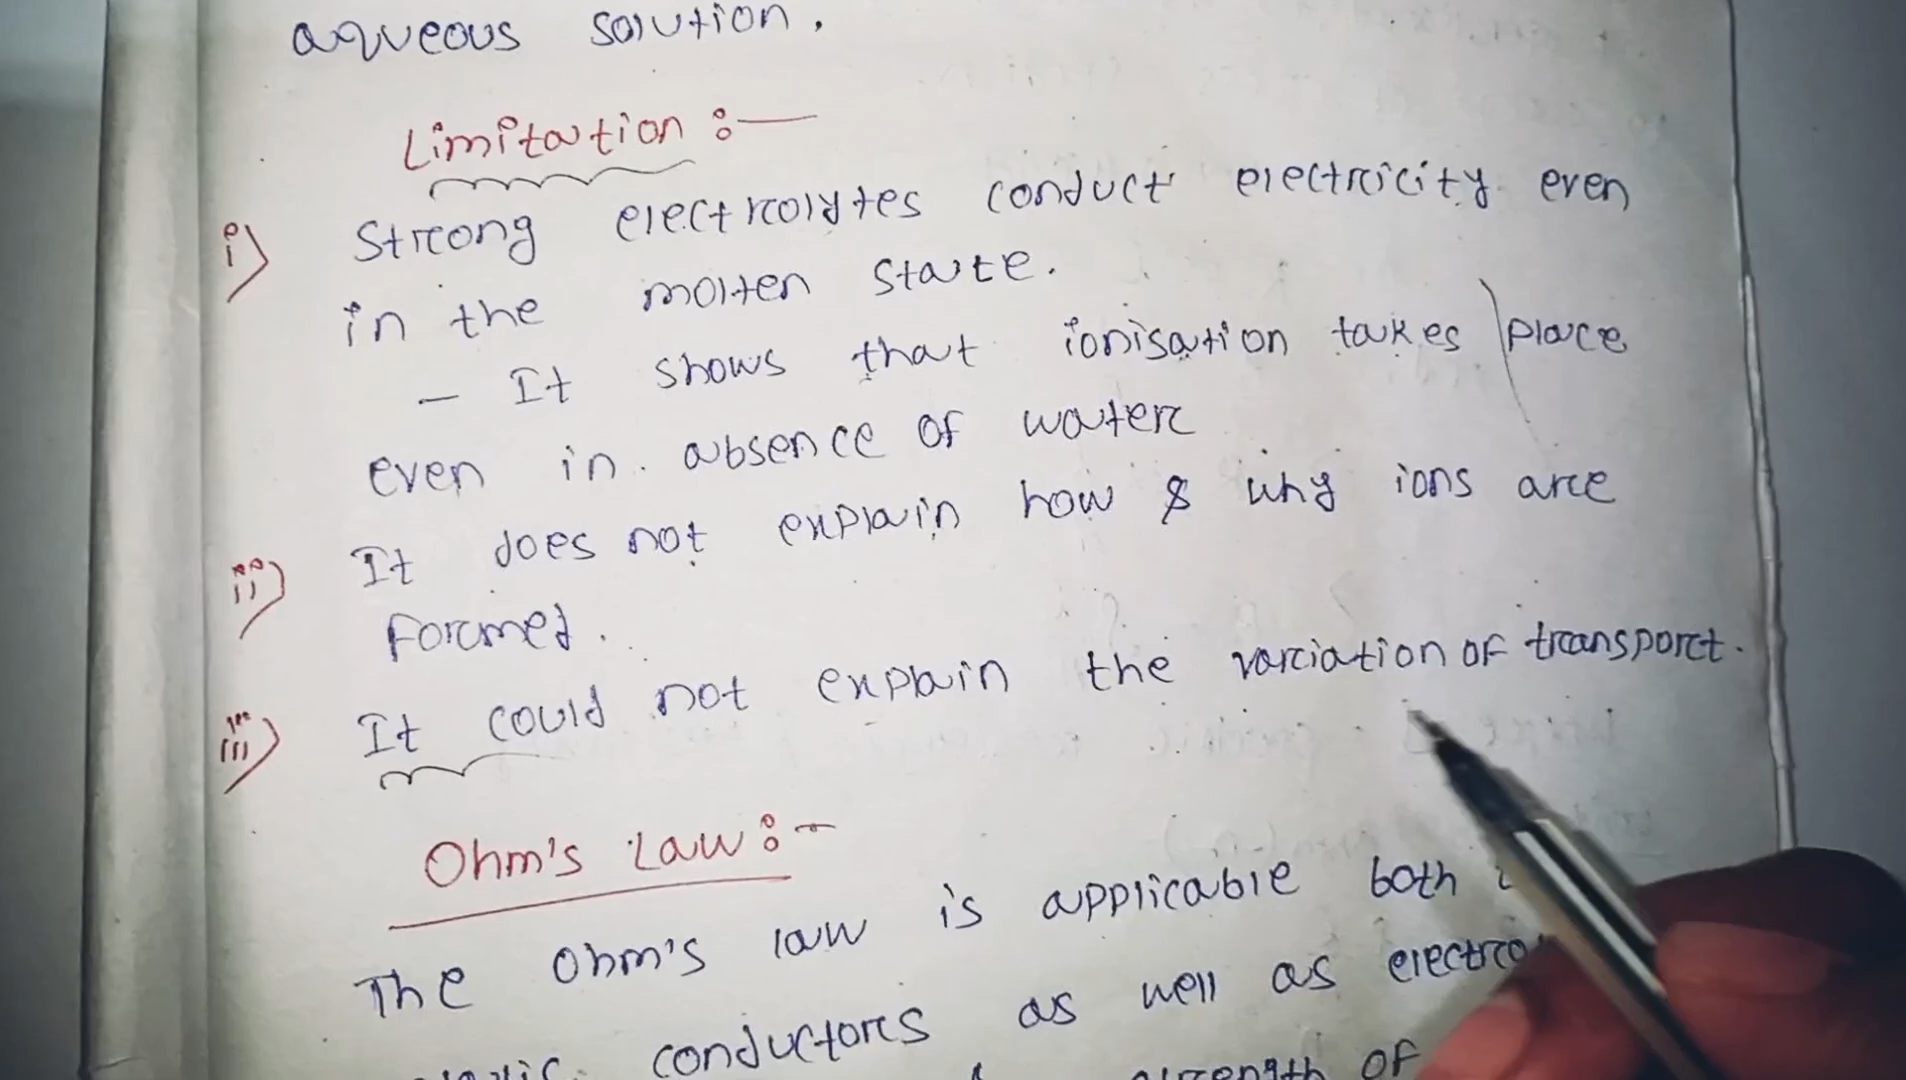 aqueous solution.
Limitation :—
i) Strong electrolytes conduct electricity even
in the molten state.
— It shows that ionisation takes place
even in absence of water
ii) It does not explain how & why ions are
formed.
iii) It could not explain the variation of transport.
Ohm's Law :-
The Ohm's law is applicable both
conductors as well as
strength of